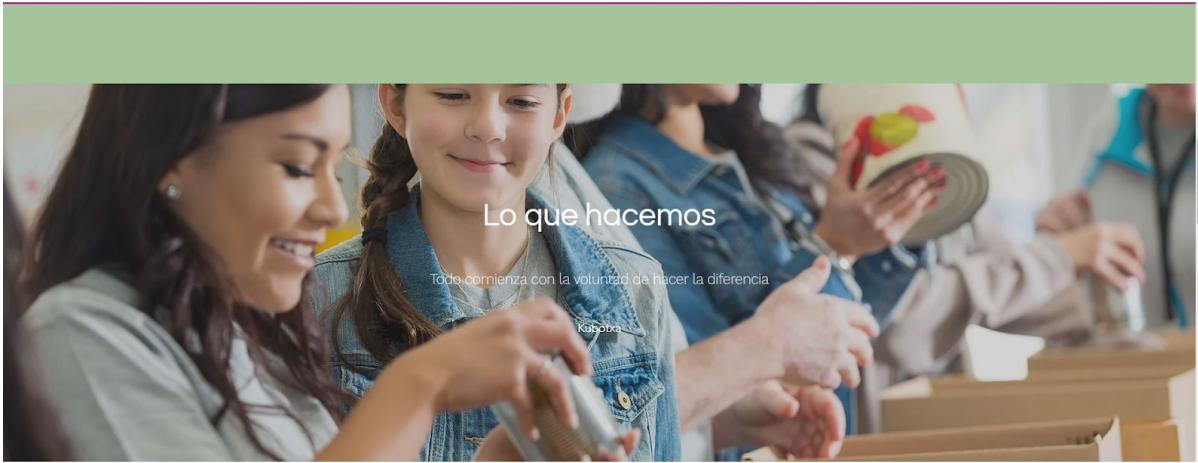 Lo que hacemos
Todo comienza con la voluntad de hacer la diferencia
Kubotxa